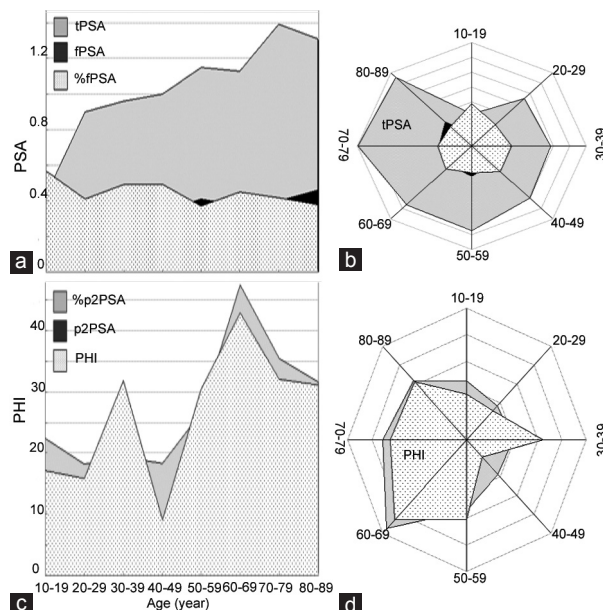 tPSA
fPSA
%fPSA
1.2
0.8
0.4
0
PSA
a
10-19
20-29
30-39
40-49
50-59
60-69
70-79
80-89
tPSA
b
%p2PSA
p2PSA
PHI
40
30
20
10
0
PHI
10-19 20-29 30-39 40-49 50-59 60-69 70-79 80-89
Age (year)
c
10-19
20-29
30-39
40-49
50-59
60-69
70-79
80-89
PHI
d